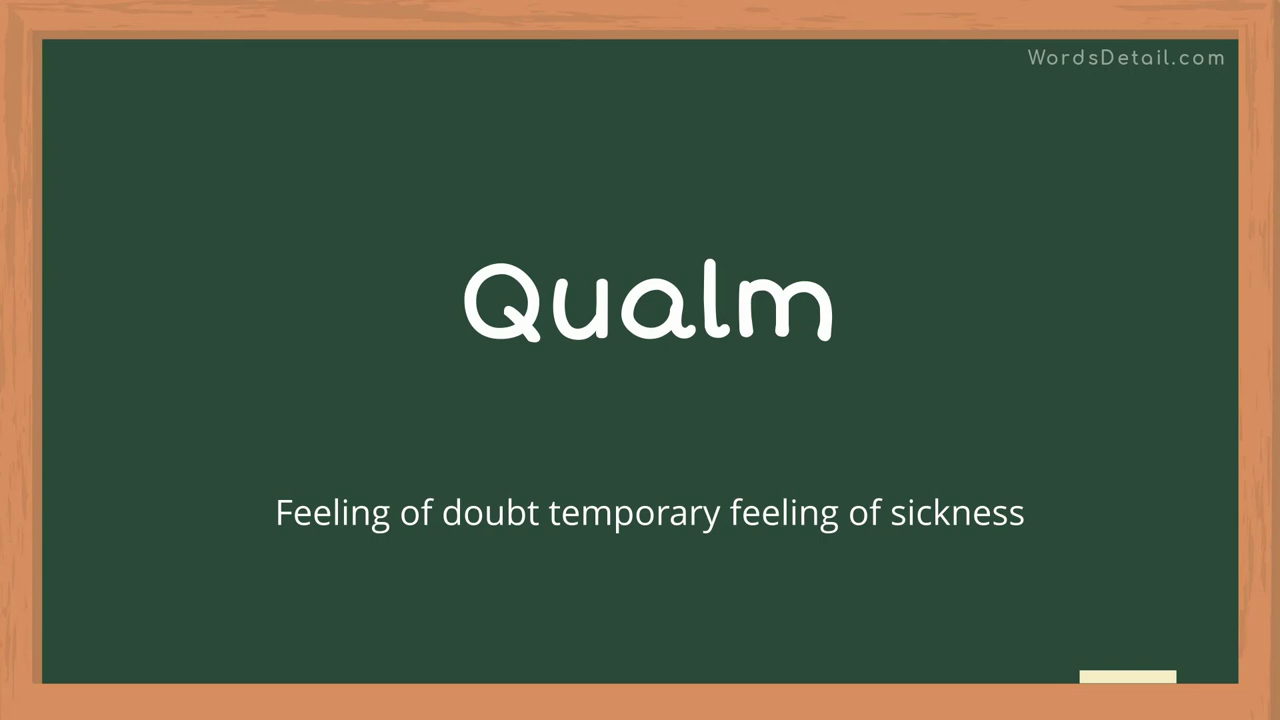 WordsDetail.com
Qualm
Feeling of doubt temporary feeling of sickness